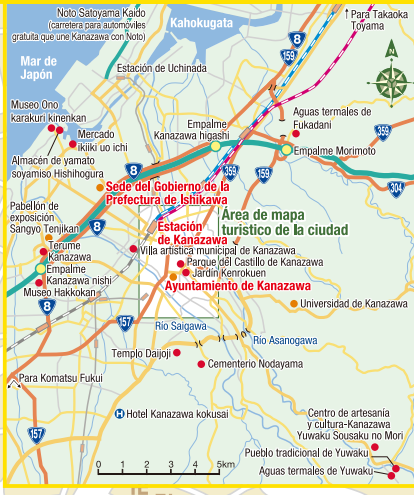 Noto Satoyama Kaido
(carretera para automóviles
gratuita que une Kanazawa con Noto)
Kahokugata
↑Para Takaoka
Toyama
8
159
N
Mar de
Japón
Estación de Uchinada
Museo Ono
karakuri kinenkan
Mercado
ikiiki uo ichi
Empalme
Kanazawa higashi
Aguas termales de
Fukadani
359
Almacén de yamato
soyamiso Hishihogura
Empalme Morimoto
8
359
159
304
Sede del Gobierno de la
Prefectura de Ishikawa
Pabellón de
exposición
Sangyo Tenjikan
8
Estación
de Kanazawa
Área de mapa
turistico de la ciudad
Terume
Kanazawa
Villa artística municipal de Kanazawa
Parque del Castillo de Kanazawa
Jardín Kenrokuen
Empalme
Kanazawa nishi
Museo Hakkokan
Ayuntamiento de Kanazawa
8
Universidad de Kanazawa
157
Río Saigawa
Río Asanogawa
Templo Daijoji
Cementerio Nodayama
Para Komatsu Fukui
H Hotel Kanazawa kokusai
Centro de artesanía
y cultura-Kanazawa
Yuwaku Sousaku no Mori
157
Pueblo tradicional de Yuwaku
Aguas termales de Yuwaku
0 1 2 3 4 5km